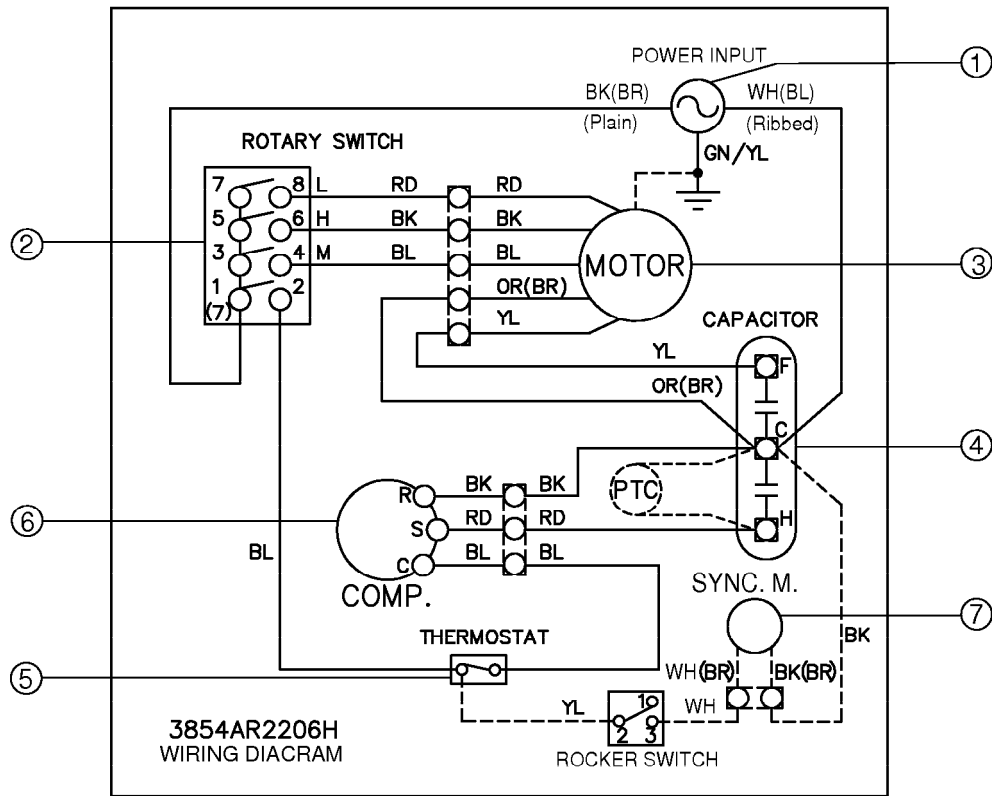 POWER INPUT
1
BK(BR)
WH(BL)
(Plain)
(Ribbed)
GN/YL
ROTARY SWITCH
7 8 L RD RD
5 6 H BK BK
2
3 4 M BL BL
MOTOR
3
1 2
(7)
OR(BR)
YL
CAPACITOR
YL
F
OR(BR)
C
4
PTC
R BK BK
6
S RD RD
H
C BL BL
BL
COMP.
SYNC. M.
7
THERMOSTAT
BK
5
WH(BR)
BK(BR)
YL
1
WH
2 3
3854AR2206H
WIRING DIACRAM
ROCKER SWITCH